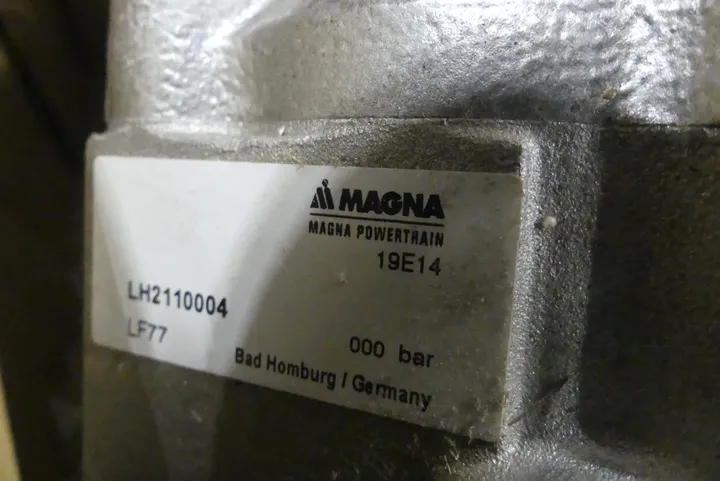 MAGNA
MAGNA POWERTRAIN
19E14
LH2110004
LF77
000 bar
Bad Homburg / Germany